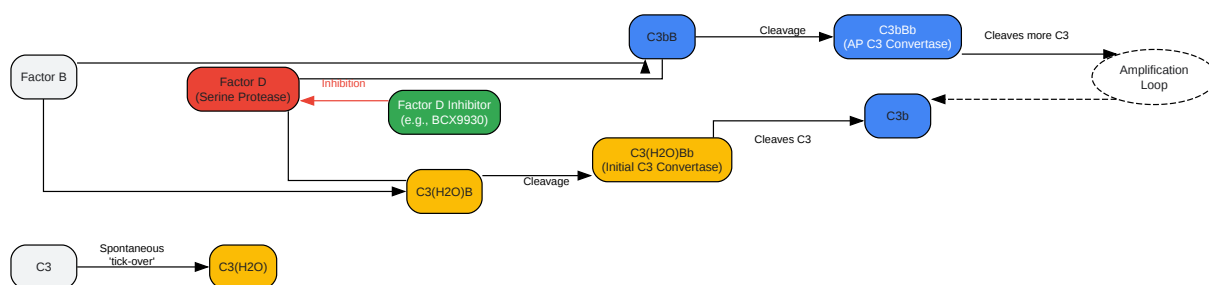 C3bB
Cleavage
C3bBb
(AP C3 Convertase)
Cleaves more C3
Amplification
Loop
Factor B
Factor D
(Serine Protease)
Inhibition
Factor D Inhibitor
(e.g., BCX9930)
C3b
Cleaves C3
C3(H2O)Bb
(Initial C3 Convertase)
Cleavage
C3(H2O)B
C3
Spontaneous
'tick-over'
C3(H2O)